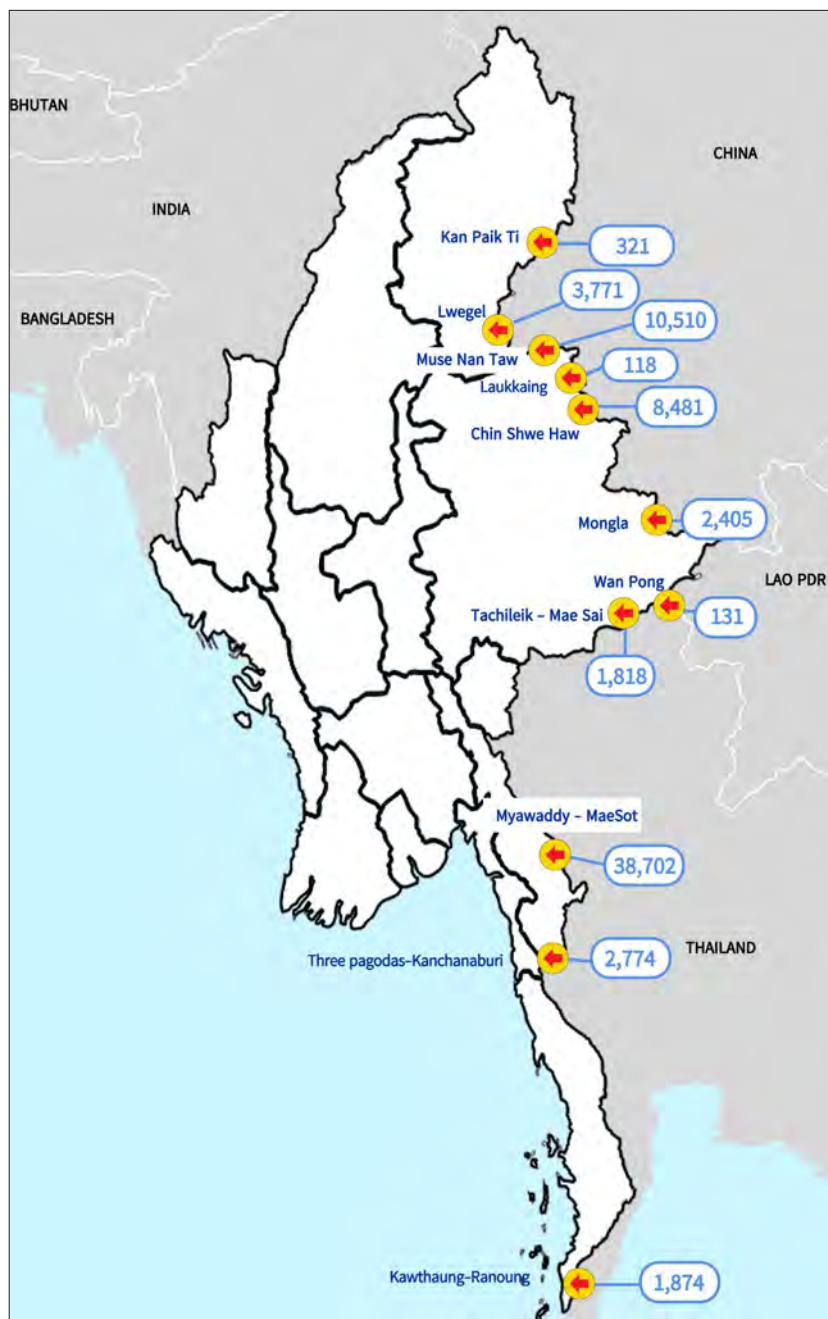 BHUTAN
CHINA
INDIA
Kan Paik Ti
321
3,771
BANGLADESH
Lwegel
10,510
Muse Nan Taw
118
Laukkaing
8,481
Chin Shwe Haw
Mongla
2,405
Wan Pong
LAO PDR
Tachileik – Mae Sai
131
1,818
Myawaddy – MaeSot
38,702
THAILAND
Three pagodas–Kanchanaburi
2,774
Kawthaung–Ranoung
1,874